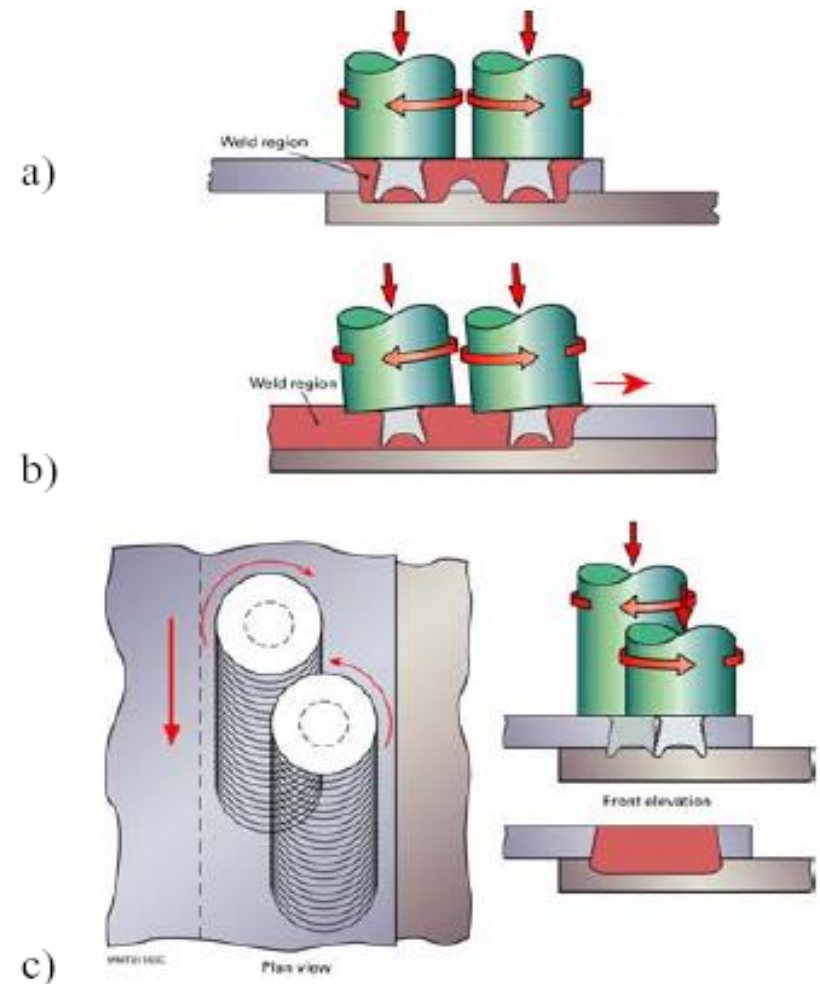 a)
Weld region
b)
Weld region
Front elevation
Plan view
c)